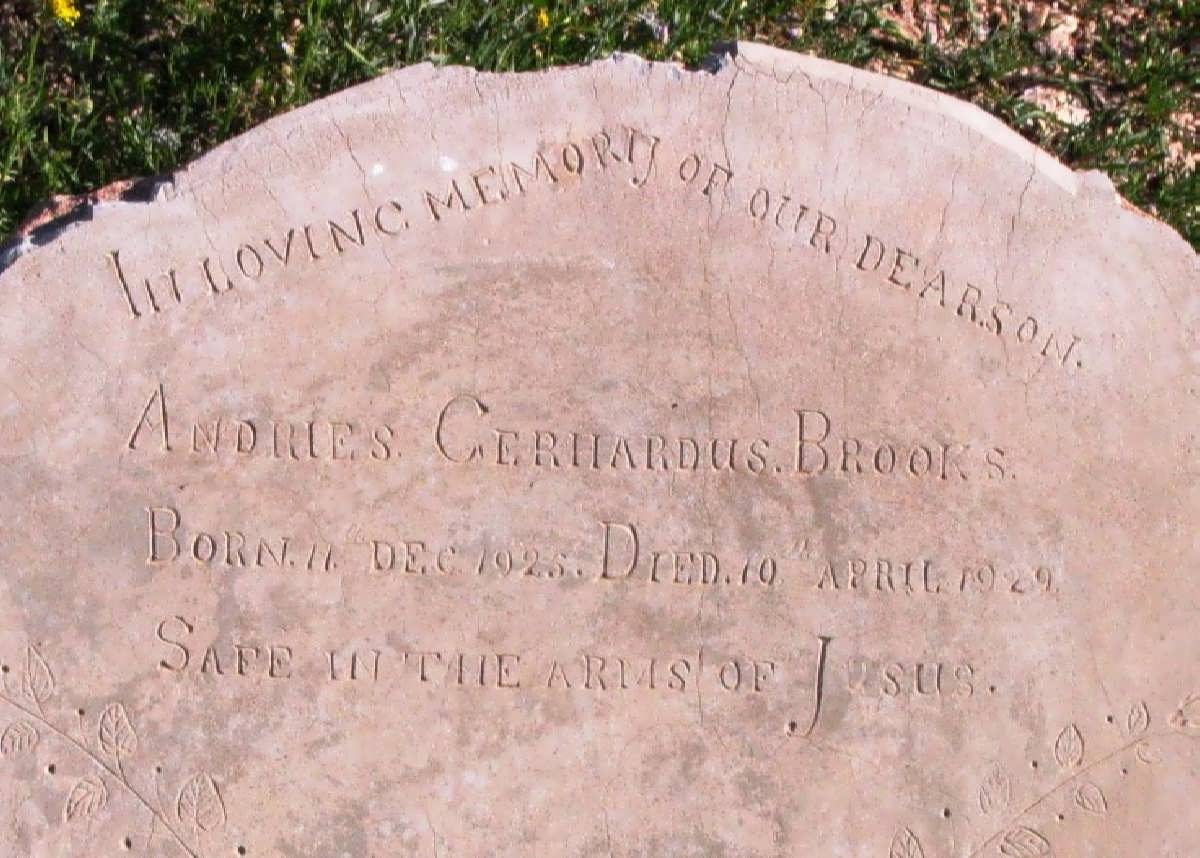 IN LOVING MEMORY OF OUR DEAR SON.
ANDRIES. GERHARDUS. BROOKS.
BORN. 11th DEC 1925. DIED. 10th APRIL 1929.
SAFE IN THE ARMS OF JESUS.